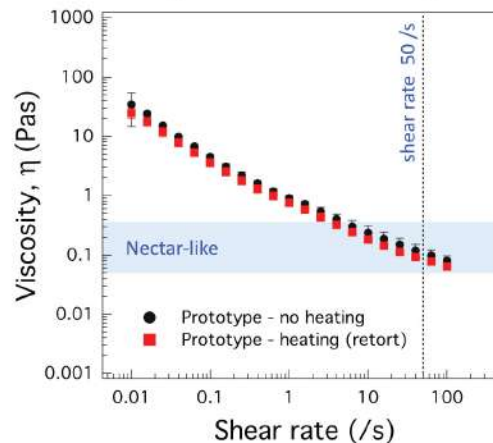 1000
100
10
1
0.1
0.01
0.001
Viscosity, η (Pas)
shear rate 50 /s
Nectar-like
Prototype - no heating
Prototype - heating (retort)
0.01 0.1 1 10 100
Shear rate (/s)